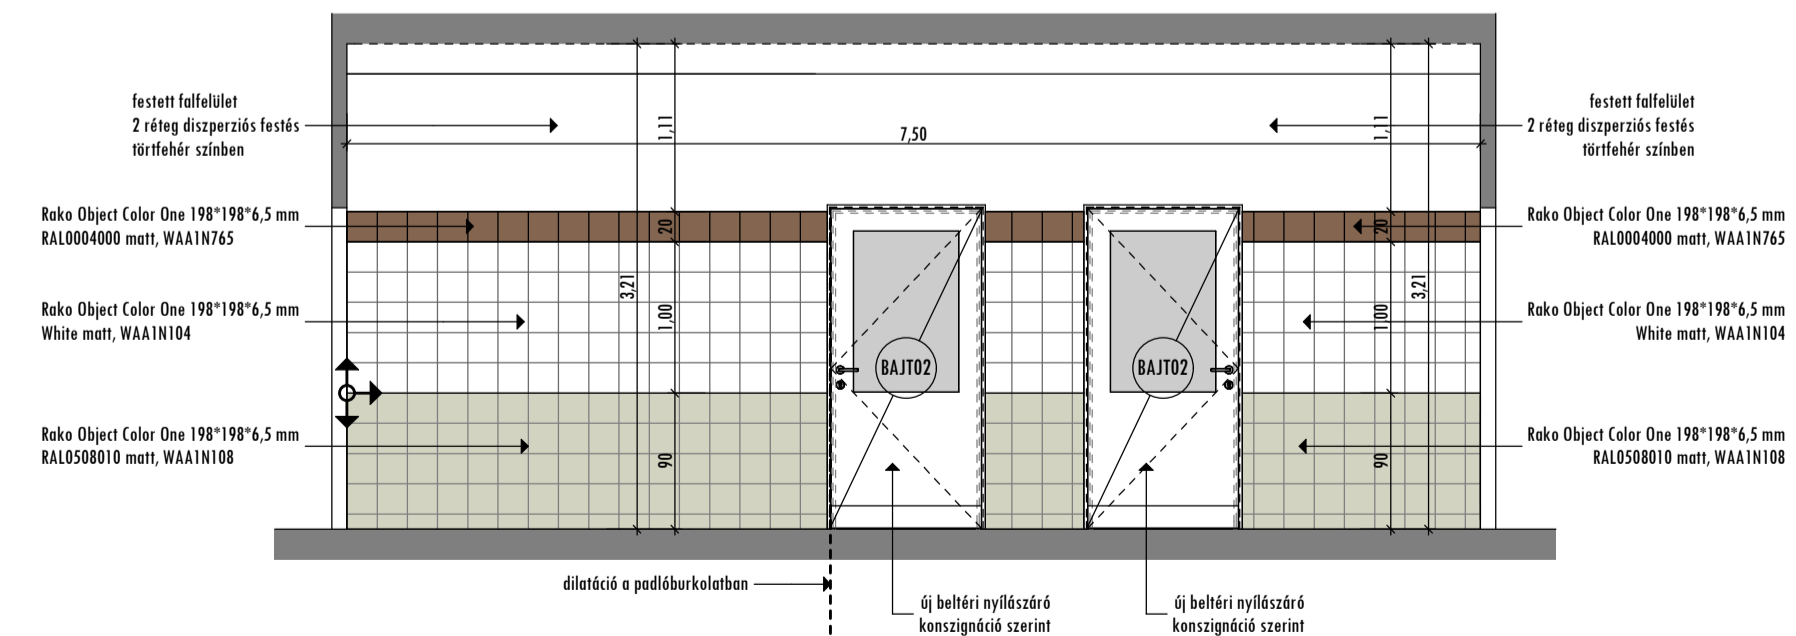 festett falfelület
2 réteg diszperziós festés
törtfehér színben
1,11
7,50
1,11
festett falfelület
2 réteg diszperziós festés
törtfehér színben
Rako Object Color One 198*198*6,5 mm
RAL0004000 matt, WAA1N765
20
20
Rako Object Color One 198*198*6,5 mm
RAL0004000 matt, WAA1N765
3,21
3,21
Rako Object Color One 198*198*6,5 mm
White matt, WAA1N104
1,00
1,00
Rako Object Color One 198*198*6,5 mm
White matt, WAA1N104
BAJT02
BAJT02
Rako Object Color One 198*198*6,5 mm
RAL0508010 matt, WAA1N108
90
90
Rako Object Color One 198*198*6,5 mm
RAL0508010 matt, WAA1N108
dilatáció a padlóburkolatban
új beltéri nyílászáró
konszignáció szerint
új beltéri nyílászáró
konszignáció szerint